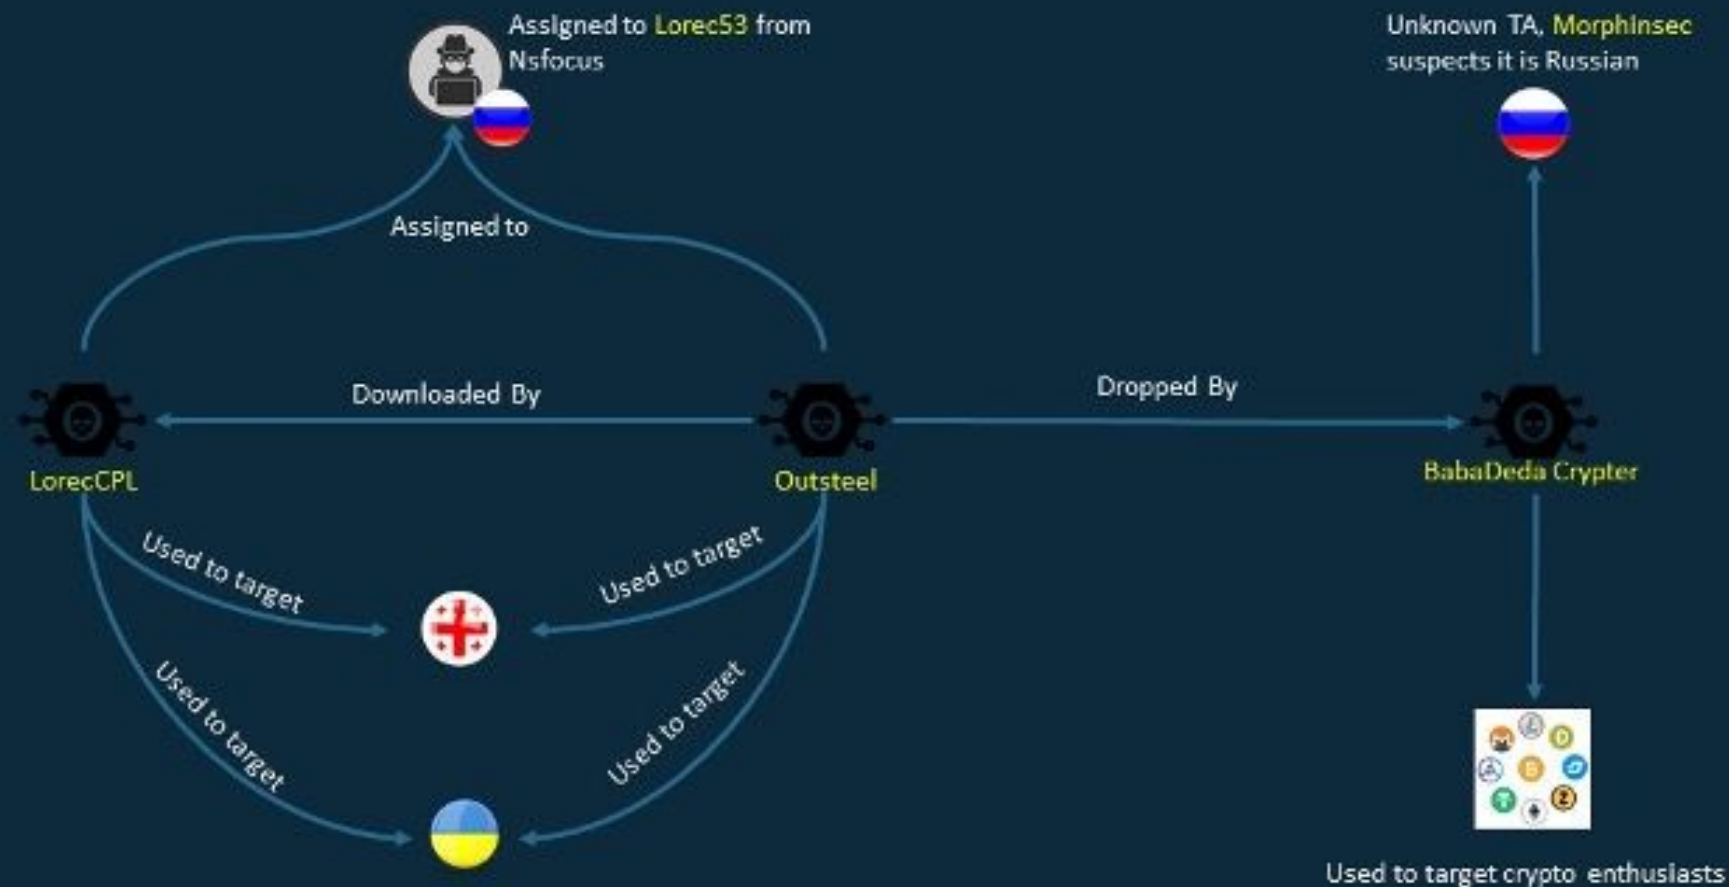 Assigned to Lorec53 from
Nsfocus
Unknown TA, Morphinsec
suspects it is Russian
Assigned to
Downloaded By
Dropped By
LorecCPL
Outsteel
BabaDeda Crypter
Used to target
Used to target
Used to target
Used to target
Used to target crypto enthusiasts